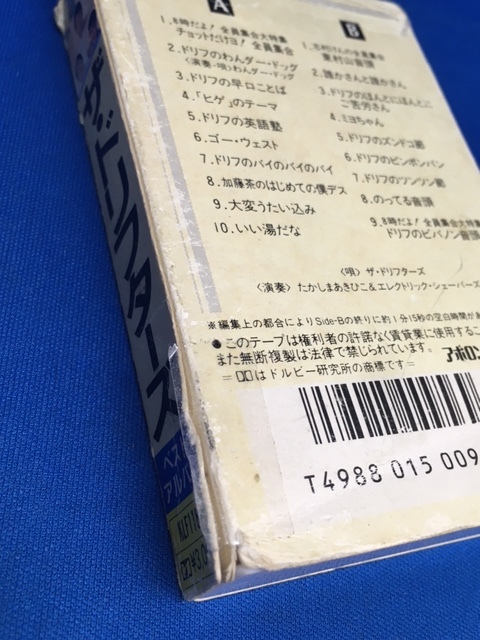 A
1.8時だョ! 全員集合大特集
チョットだけヨ! 全員集合
2.ドリフのわんダー・ドッグ
〈演奏・唄〉わんダー・ドッグ
3.ドリフの早口ことば
4.「ヒゲ」のテーマ
5.ドリフの英語塾
6.ゴー・ウェスト
7.ドリフのバイのバイのバイ
8.加藤茶のはじめての僕デス
9.大変うたい込み
10.いい湯だな
B
1.志村けんの全員集合
東村山音頭
2.誰かさんと誰かさん
3.ドリフのほんとにほんとに
ご苦労さん
4.ミヨちゃん
5.ドリフのズンドコ節
6.ドリフのピンポンパン
7.ドリフのツンツン節
8.のってる音頭
9.8時だョ! 全員集合大特集
ドリフのビバノン音頭
〈唄〉ザ・ドリフターズ
〈演奏〉たかしまあきひこ&エレクトリック・シェーバーズ
※編集上の都合によりSide-Bの終りに約1分15秒の空白時間があ
●このテープは権利者の許諾なく賃貸業に使用するこ
また無断複製は法律で禁じられています。
アポロン
=はドルビー研究所の商標です=
T4988 015 009
ザ・ドリフターズ
ベス
アルバ
¥3,0